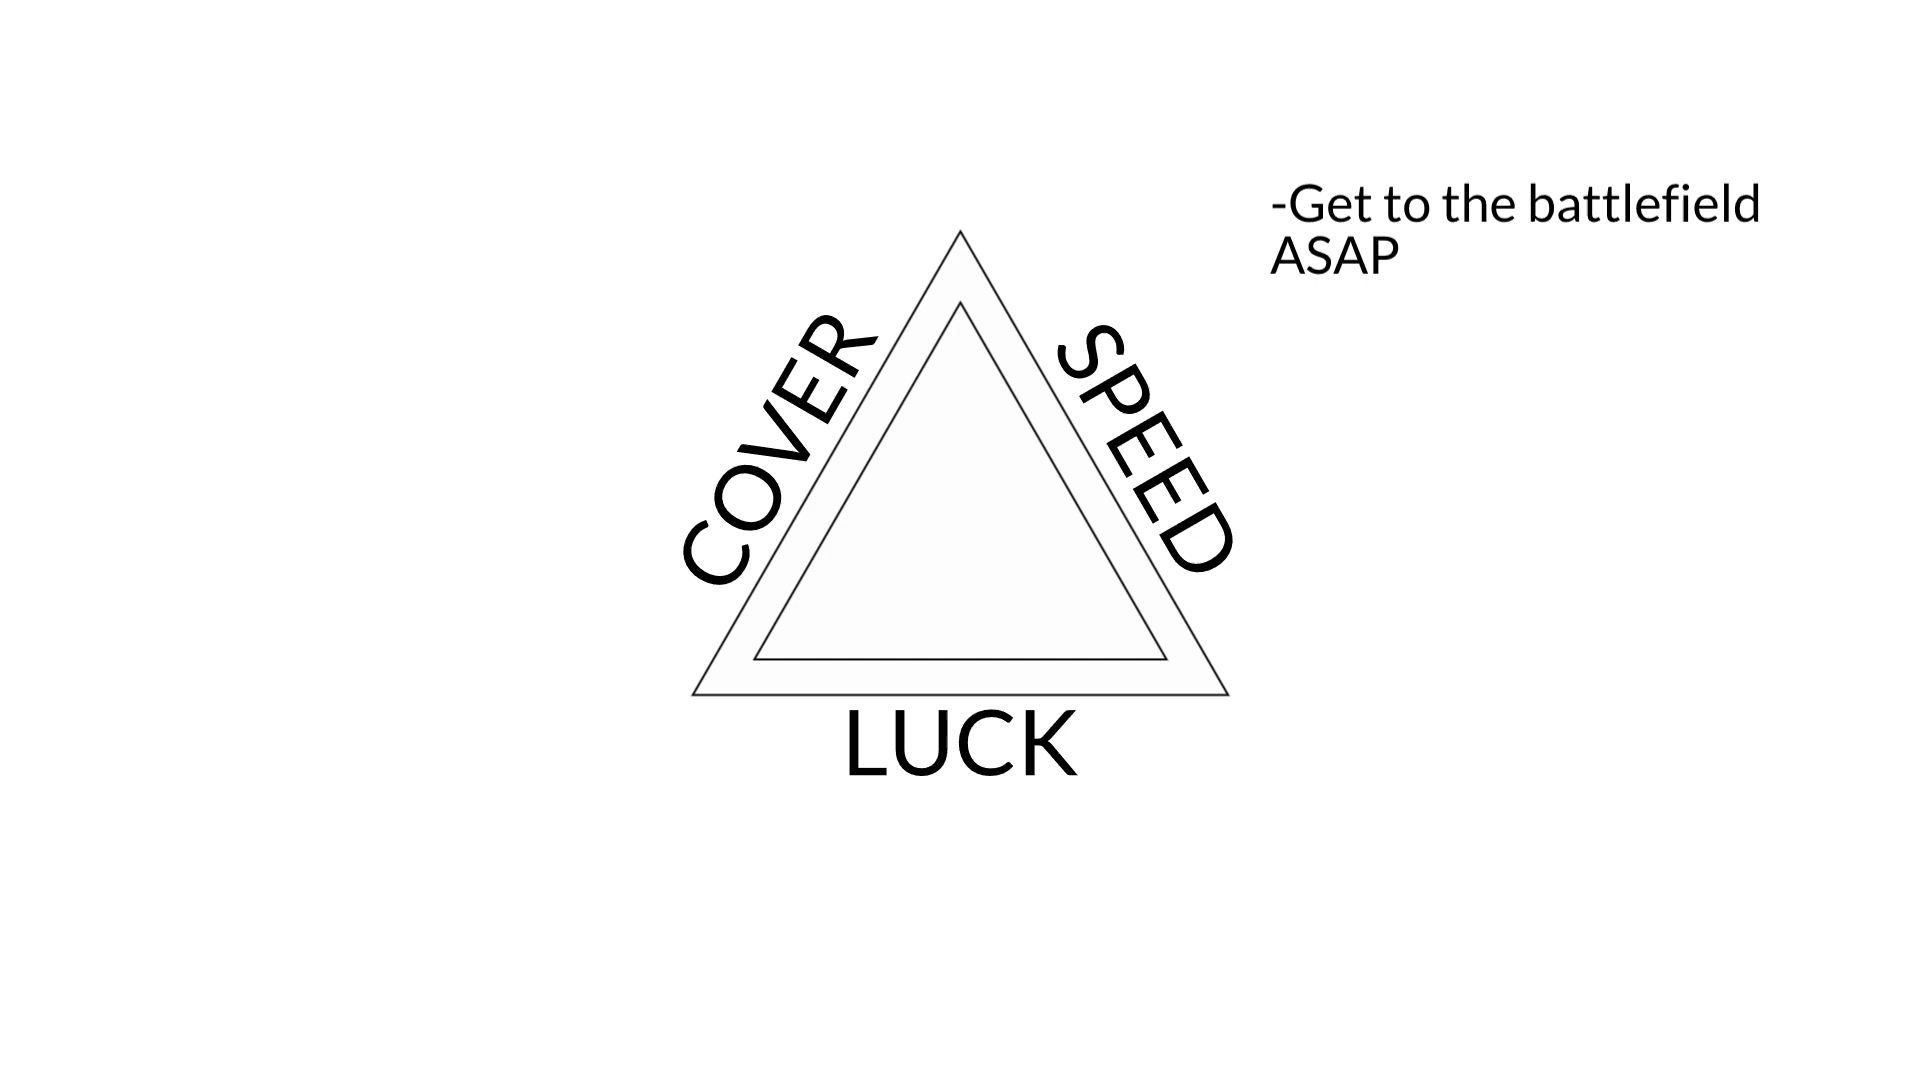 -Get to the battlefield
ASAP
COVER
SPEED
LUCK